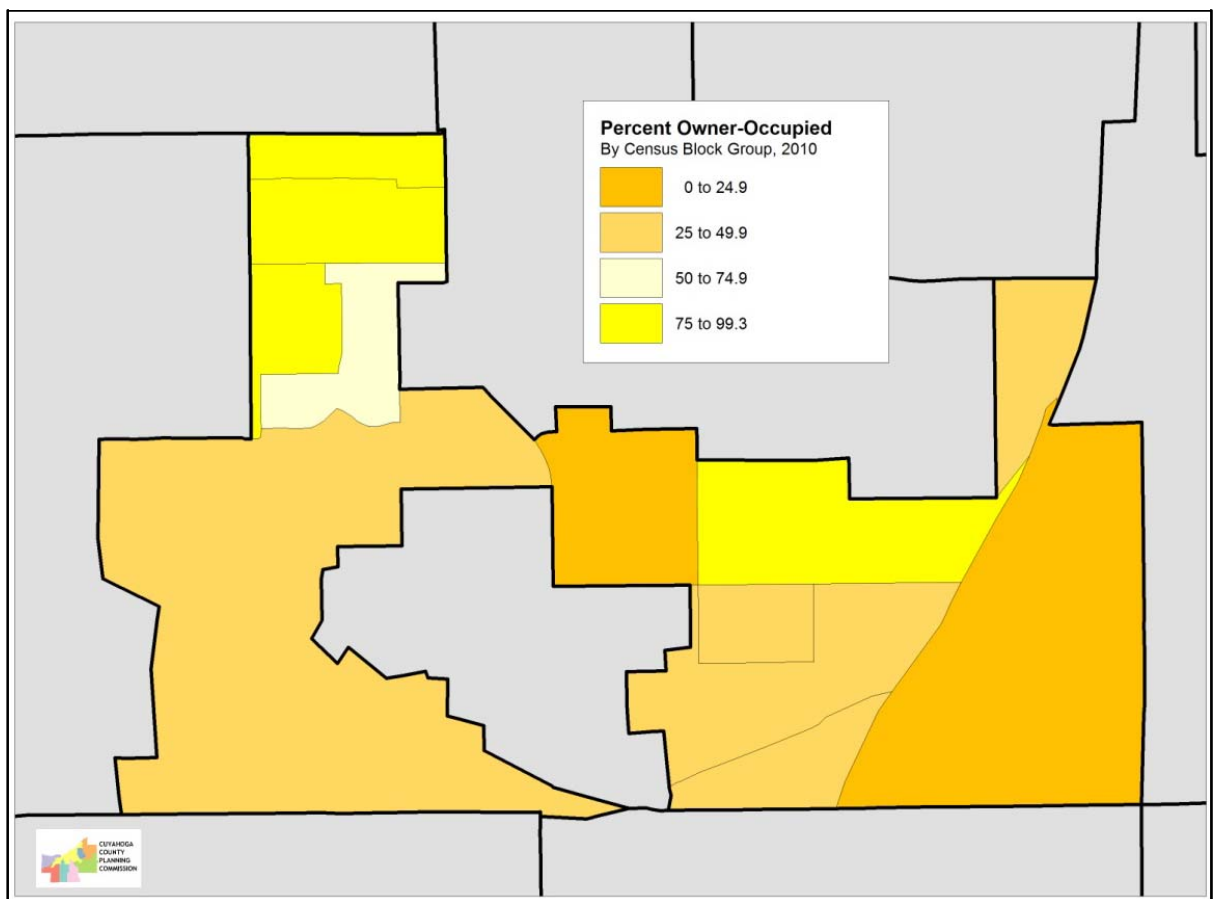 Percent Owner-Occupied
By Census Block Group, 2010
0 to 24.9
25 to 49.9
50 to 74.9
75 to 99.3
CUYAHOGA
COUNTY
PLANNING
COMMISSION